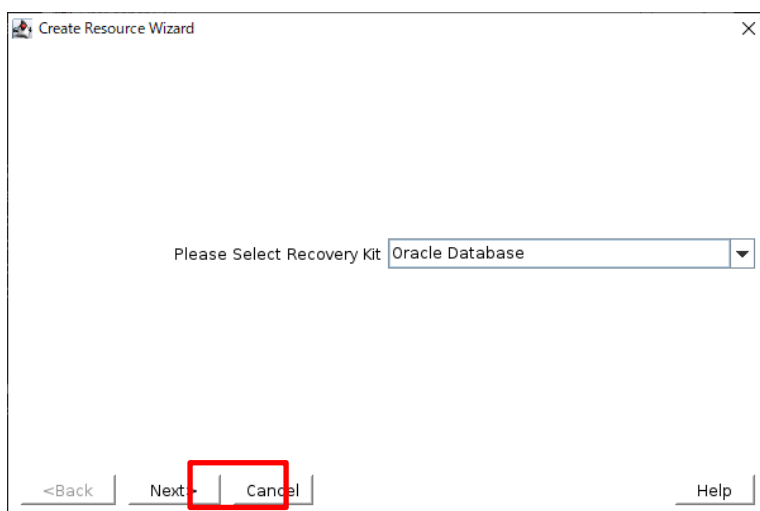 Create Resource Wizard
Please Select Recovery Kit Oracle Database
<Back Next> Cancel Help